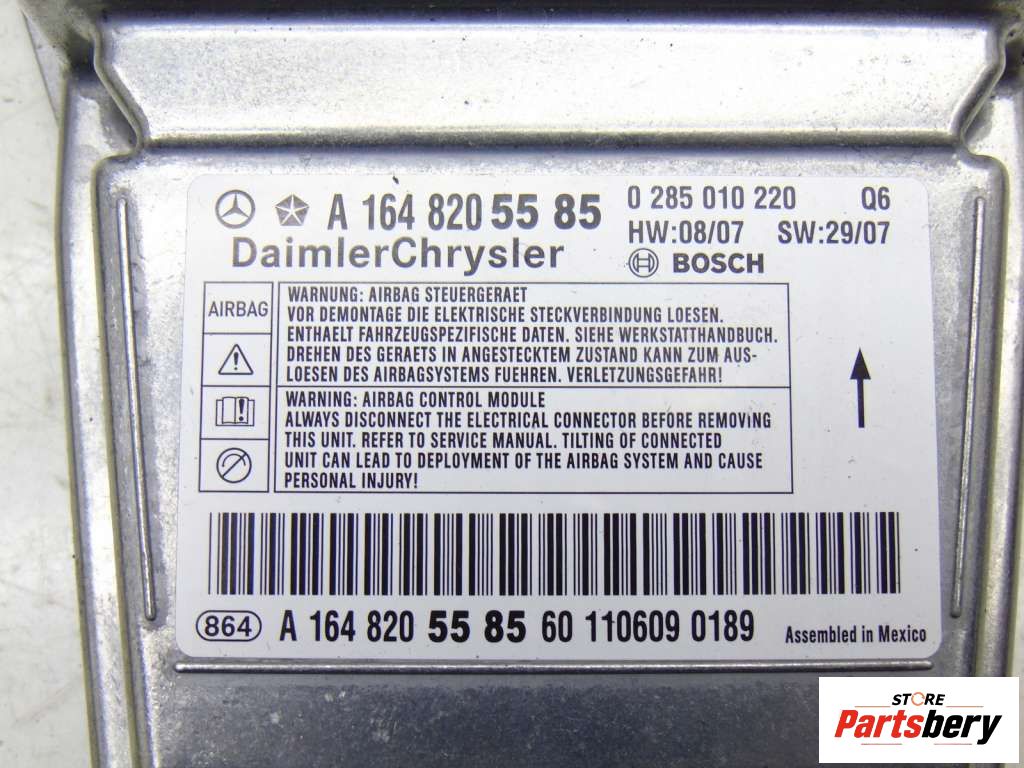 A 164 820 55 85
0 285 010 220 Q6
HW:08/07 SW:29/07
DaimlerChrysler
BOSCH
AIRBAG
WARNUNG: AIRBAG STEUERGERAET
VOR DEMONTAGE DIE ELEKTRISCHE STECKVERBINDUNG LOESEN.
ENTHAELT FAHRZEUGSPEZIFISCHE DATEN. SIEHE WERKSTATTHANDBUCH.
DREHEN DES GERAETS IN ANGESTECKTEM ZUSTAND KANN ZUM AUS-
LOESEN DES AIRBAGSYSTEMS FUEHREN. VERLETZUNGSGEFAHR!
WARNING: AIRBAG CONTROL MODULE
ALWAYS DISCONNECT THE ELECTRICAL CONNECTOR BEFORE REMOVING
THIS UNIT. REFER TO SERVICE MANUAL. TILTING OF CONNECTED
UNIT CAN LEAD TO DEPLOYMENT OF THE AIRBAG SYSTEM AND CAUSE
PERSONAL INJURY!
864 A 164 820 55 85 60 110609 0189 Assembled in Mexico
STORE
Partsbery